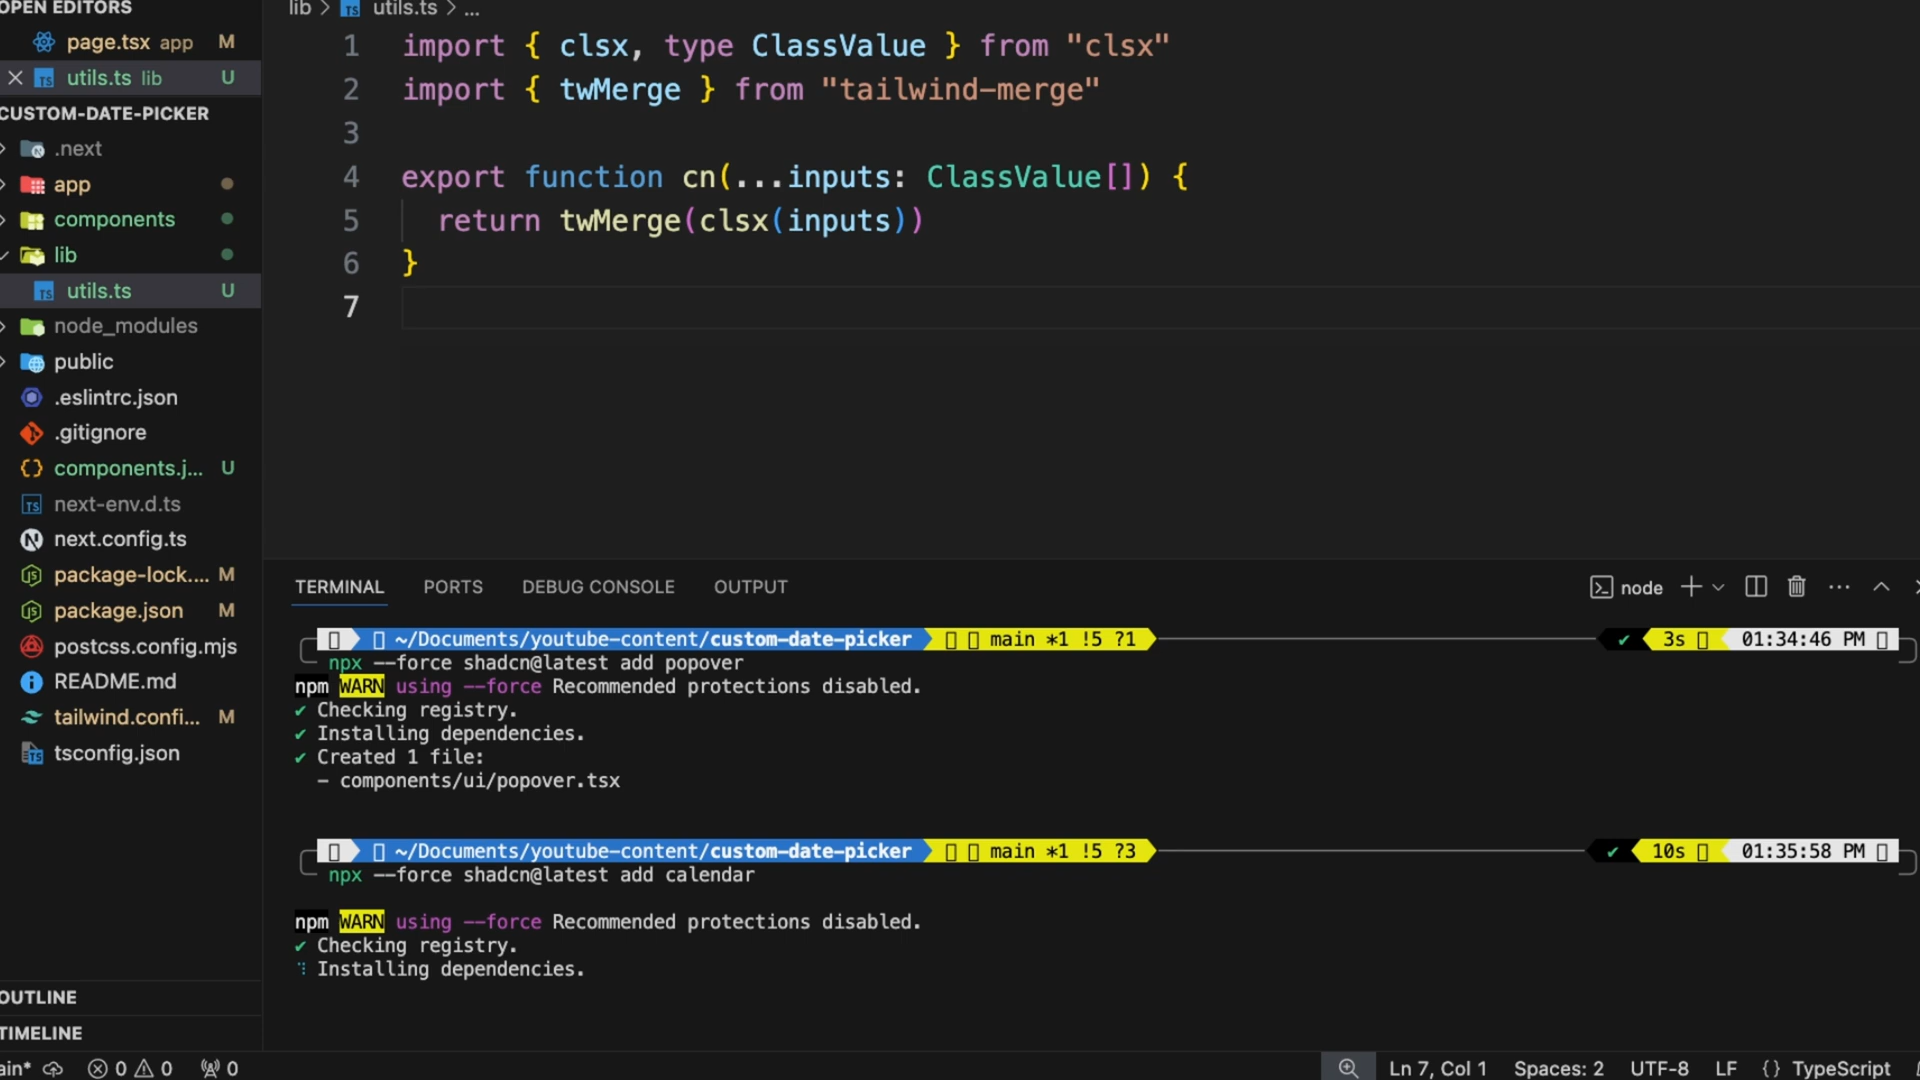 OPEN EDITORS
page.tsx app M
utils.ts lib U
CUSTOM-DATE-PICKER
.next
app
components
lib
utils.ts U
node_modules
public
.eslintrc.json
.gitignore
components.j... U
next-env.d.ts
next.config.ts
package-lock.... M
package.json M
postcss.config.mjs
README.md
tailwind.confi... M
tsconfig.json
OUTLINE
TIMELINE
lib > utils.ts > ...
1 import { clsx, type ClassValue } from "clsx"
2 import { twMerge } from "tailwind-merge"
3
4 export function cn(...inputs: ClassValue[]) {
5 return twMerge(clsx(inputs))
6 }
7
TERMINAL PORTS DEBUG CONSOLE OUTPUT
node
~/Documents/youtube-content/custom-date-picker main *1 !5 ?1 ✔ 3s 01:34:46 PM
npx --force shadcn@latest add popover
npm WARN using --force Recommended protections disabled.
✔ Checking registry.
✔ Installing dependencies.
✔ Created 1 file:
- components/ui/popover.tsx
~/Documents/youtube-content/custom-date-picker main *1 !5 ?3 ✔ 10s 01:35:58 PM
npx --force shadcn@latest add calendar
npm WARN using --force Recommended protections disabled.
✔ Checking registry.
Installing dependencies.
ain* 0 0 0 Ln 7, Col 1 Spaces: 2 UTF-8 LF {} TypeScript